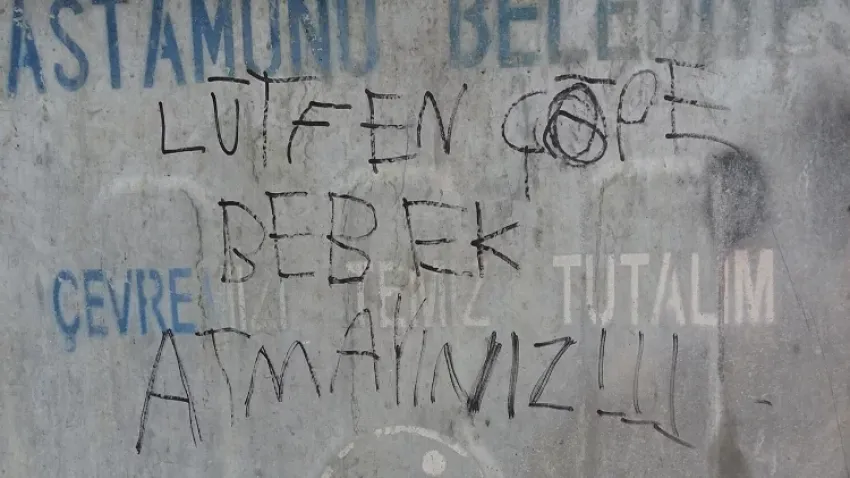 ASTAMONU BELEDİYES
LÜTFEN ÇÖPE
BEBEK
ÇEVREMİZİ TEMİZ TUTALIM
ATMAYINIZ!!!